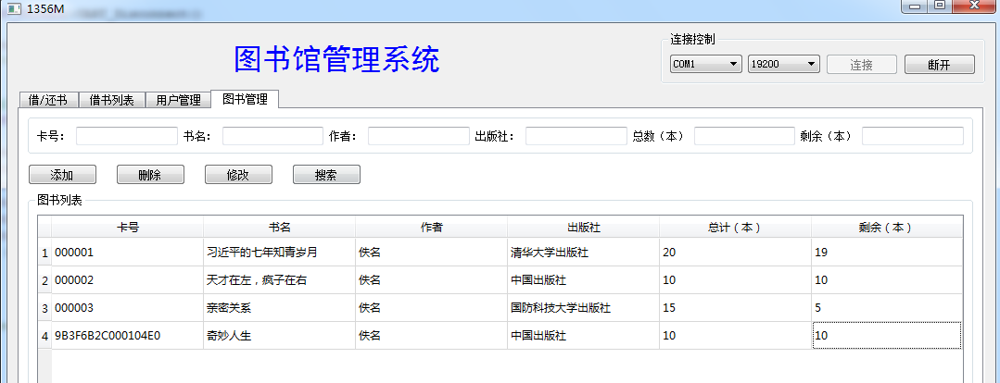 1356M
图书馆管理系统
连接控制
COM1 19200 连接 断开
借/还书 借书列表 用户管理 图书管理
卡号： 书名： 作者： 出版社： 总数（本） 剩余（本）
添加 删除 修改 搜索
图书列表
卡号 书名 作者 出版社 总计（本） 剩余（本）
1 000001 习近平的七年知青岁月 佚名 清华大学出版社 20 19
2 000002 天才在左，疯子在右 佚名 中国出版社 10 10
3 000003 亲密关系 佚名 国防科技大学出版社 15 5
4 9B3F6B2C000104E0 奇妙人生 佚名 中国出版社 10 10